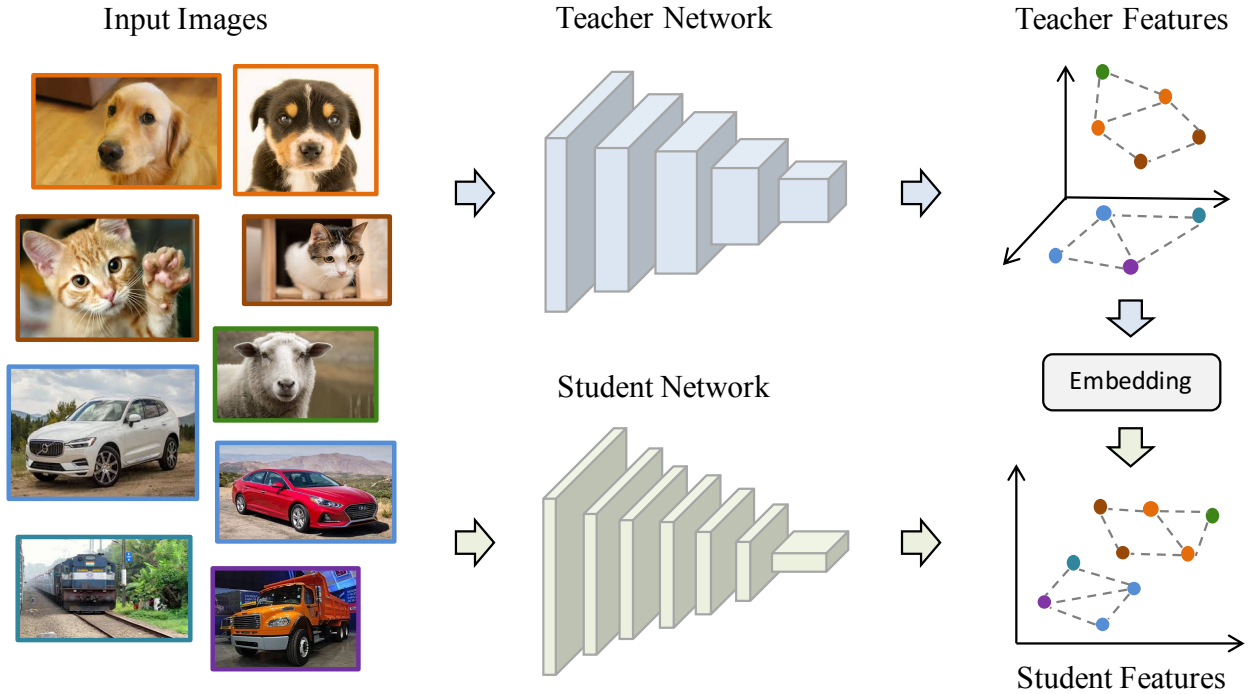 Input Images
Teacher Network
Teacher Features
Embedding
Student Network
Student Features